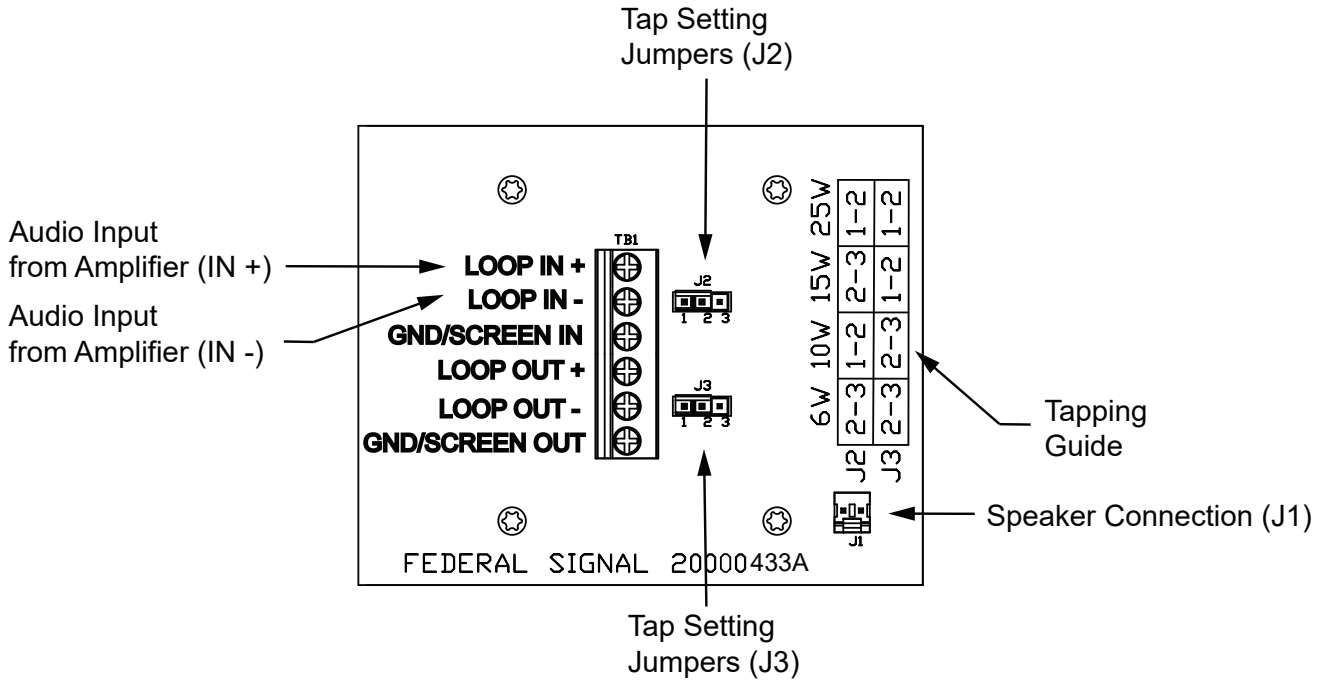 Tap Setting
Jumpers (J2)
Audio Input
from Amplifier (IN +)
Audio Input
from Amplifier (IN -)
TB1
LOOP IN +
LOOP IN -
GND/SCREEN IN
LOOP OUT +
LOOP OUT -
GND/SCREEN OUT
J2
1 2 3
J3
1 2 3
25W 1-2 1-2
15W 2-3 1-2
10W 1-2 2-3
6W 2-3 2-3
J2 J3
Tapping
Guide
J1
Speaker Connection (J1)
FEDERAL SIGNAL 20000433A
Tap Setting
Jumpers (J3)